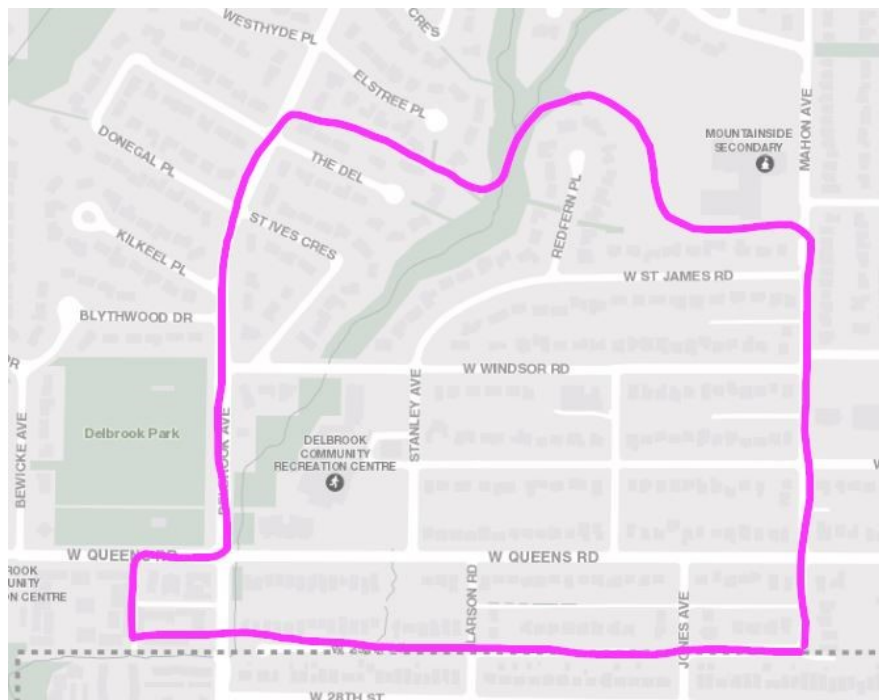 WESTHYDE PL
CRES
ELSTREE PL
MAHON AVE
MOUNTAINSIDE
SECONDARY
DONEGAL PL
THE DEL
REDFERN PL
ST IVES CRES
KILKEEL PL
W ST JAMES RD
BLYTHWOOD DR
W WINDSOR RD
BEWICKE AVE
Delbrook Park
STANLEY AVE
DELBROOK
COMMUNITY
RECREATION CENTRE
W QUEENS RD
W QUEENS RD
LARSON RD
JONES AVE
W 28TH ST